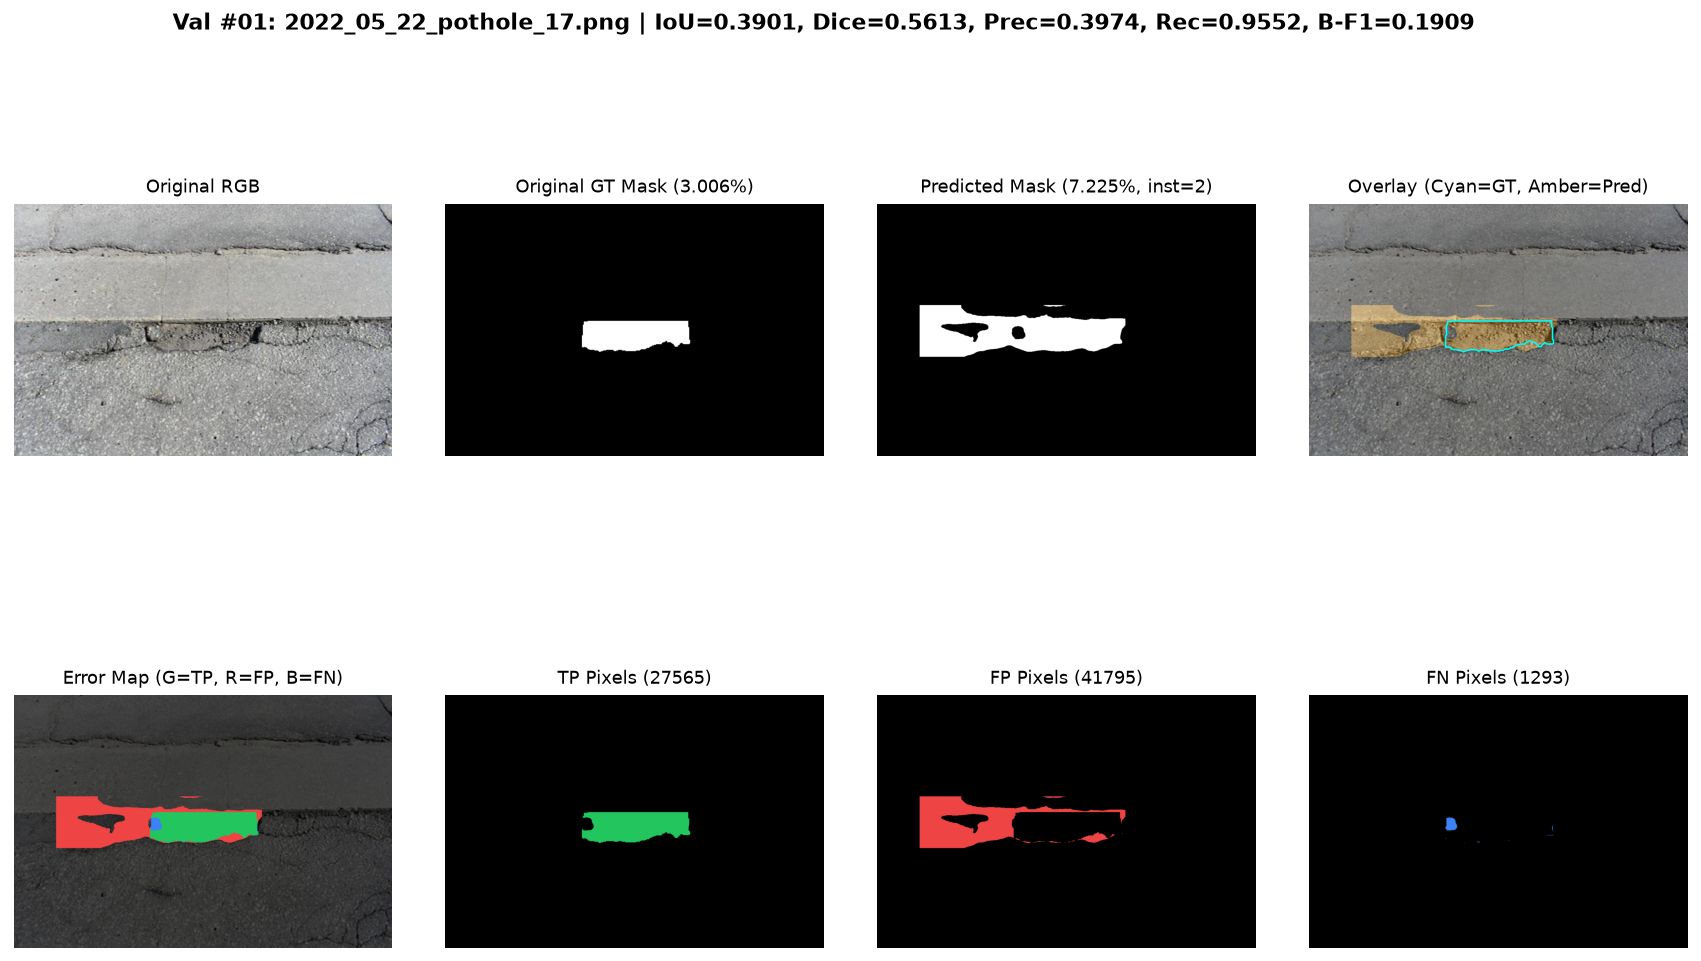 Val #01: 2022_05_22_pothole_17.png | IoU=0.3901, Dice=0.5613, Prec=0.3974, Rec=0.9552, B-F1=0.1909
Original RGB
Original GT Mask (3.006%)
Predicted Mask (7.225%, inst=2)
Overlay (Cyan=GT, Amber=Pred)
Error Map (G=TP, R=FP, B=FN)
TP Pixels (27565)
FP Pixels (41795)
FN Pixels (1293)